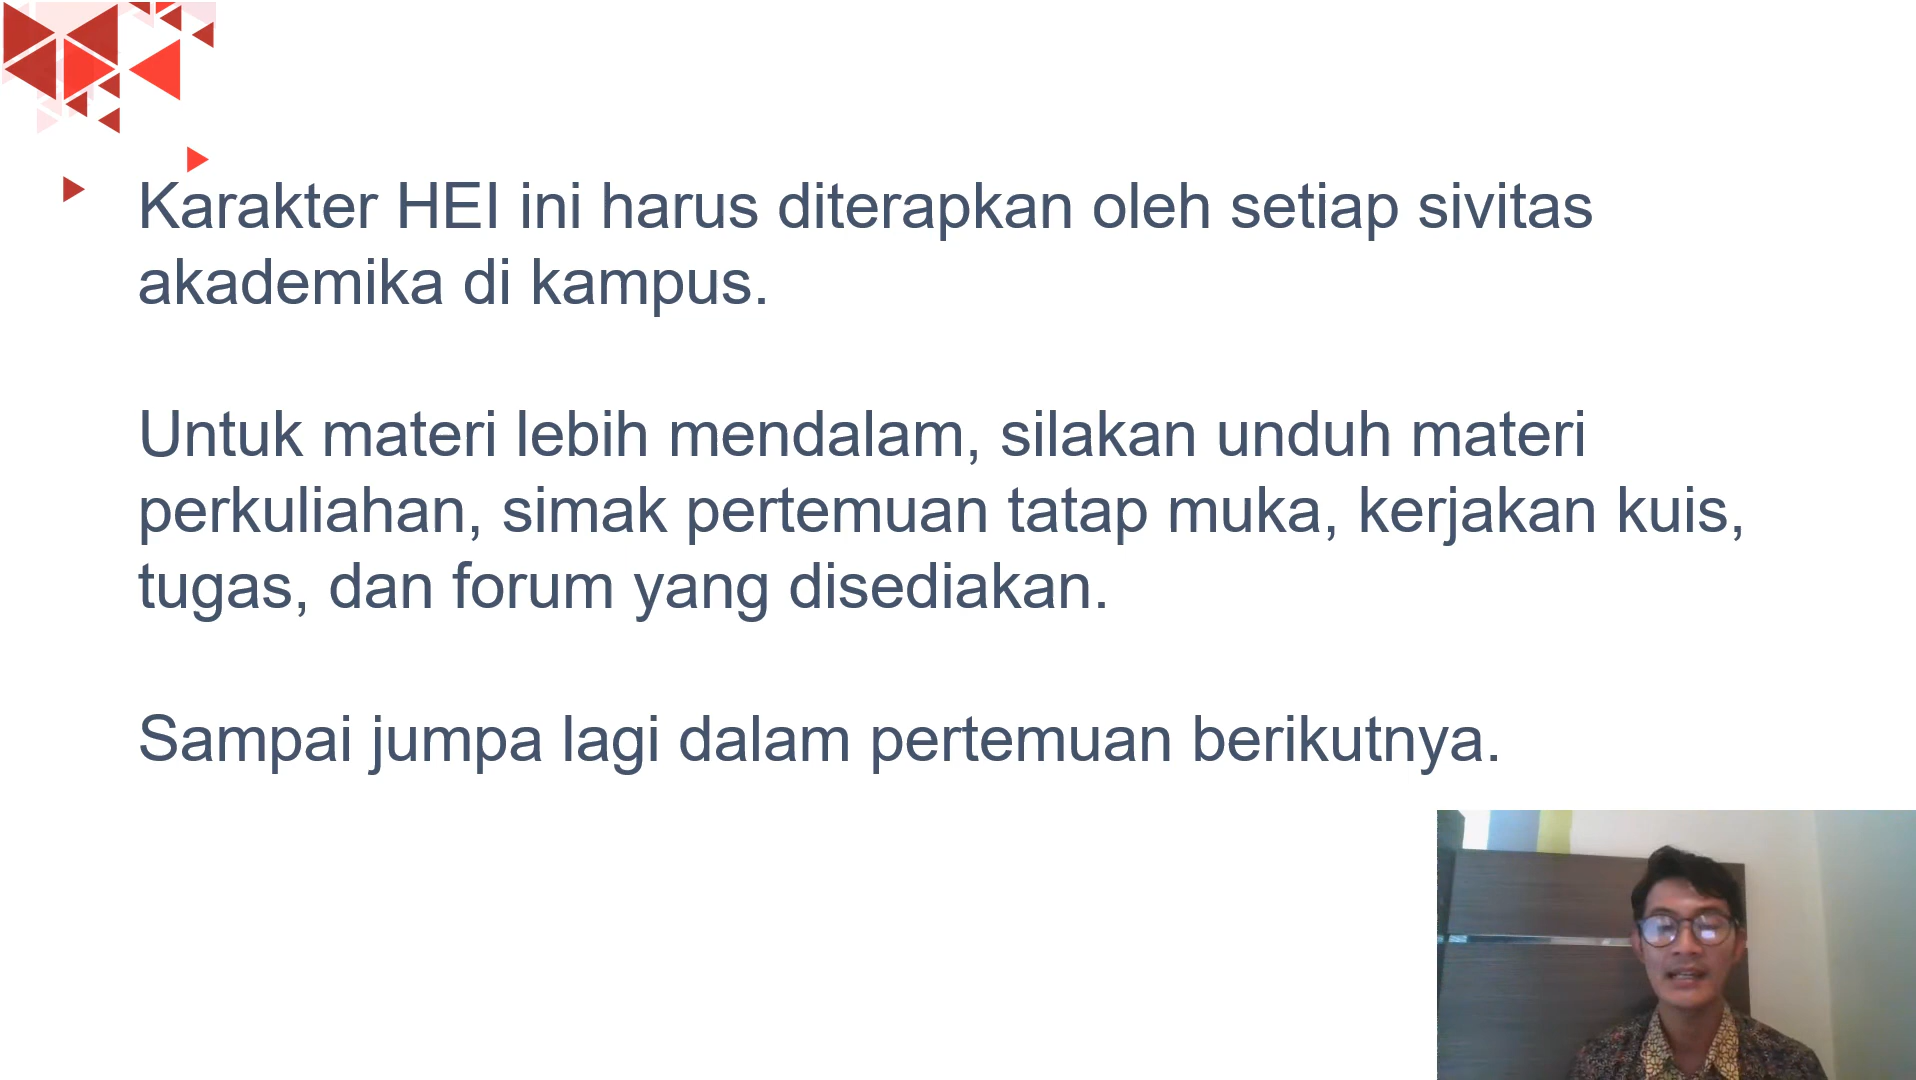 Karakter HEI ini harus diterapkan oleh setiap sivitas
akademika di kampus.
Untuk materi lebih mendalam, silakan unduh materi
perkuliahan, simak pertemuan tatap muka, kerjakan kuis,
tugas, dan forum yang disediakan.
Sampai jumpa lagi dalam pertemuan berikutnya.